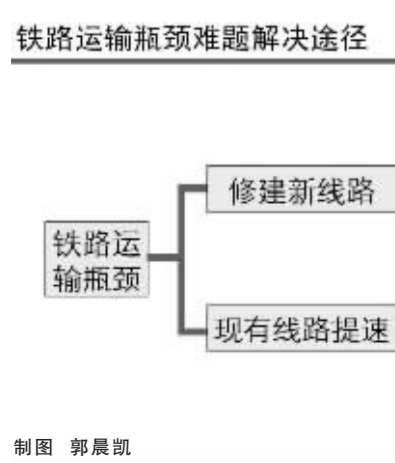 铁路运输瓶颈难题解决途径
修建新线路
铁路运
输瓶颈
现有线路提速
制图 郭晨凯